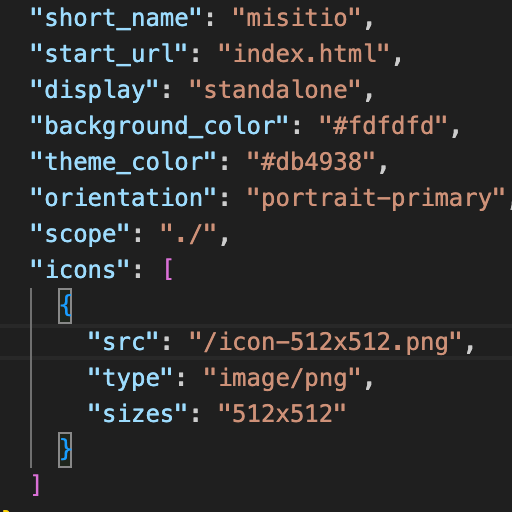 "short_name": "misitio",
"start_url": "index.html",
"display": "standalone",
"background_color": "#fdfdfd",
"theme_color": "#db4938",
"orientation": "portrait-primary",
"scope": "./",
"icons": [
{
"src": "/icon-512x512.png",
"type": "image/png",
"sizes": "512x512"
}
]